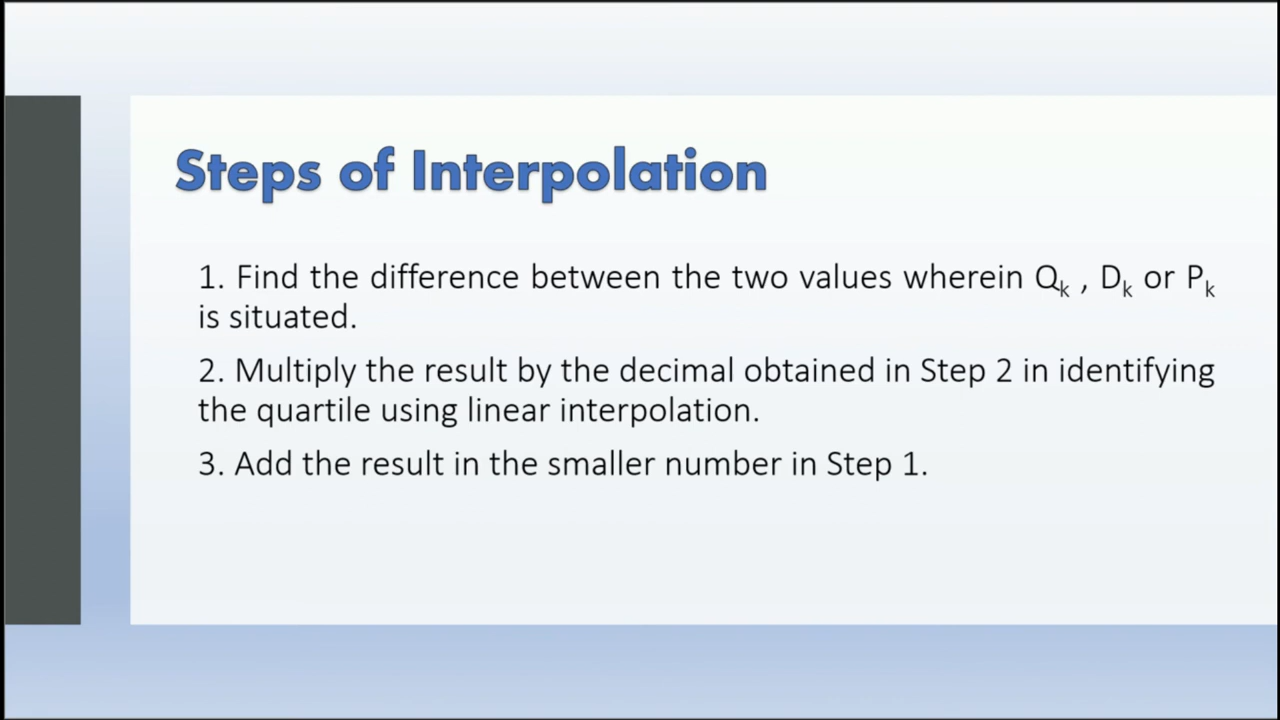 Steps of Interpolation
1. Find the difference between the two values wherein Qk , Dk or Pk
is situated.
2. Multiply the result by the decimal obtained in Step 2 in identifying
the quartile using linear interpolation.
3. Add the result in the smaller number in Step 1.